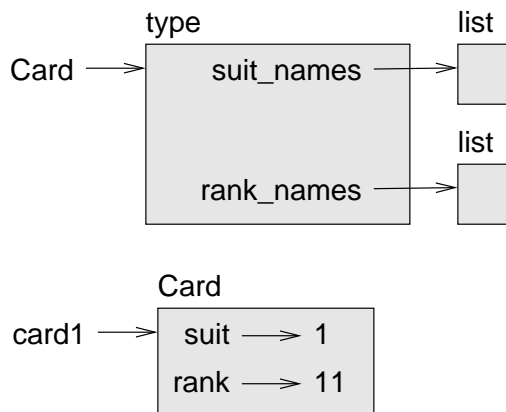 type
list
Card
suit_names
list
rank_names
Card
card1
suit
1
rank
11